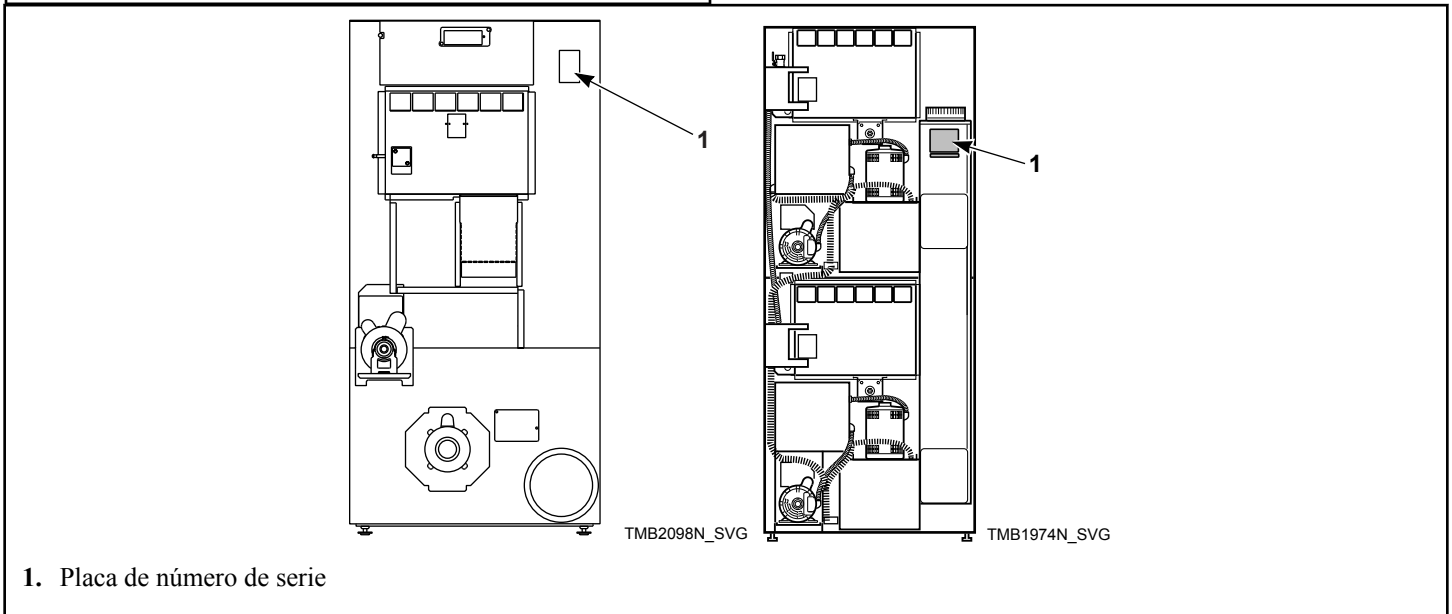 1
1
TMB2098N_SVG
TMB1974N_SVG
1. Placa de número de serie